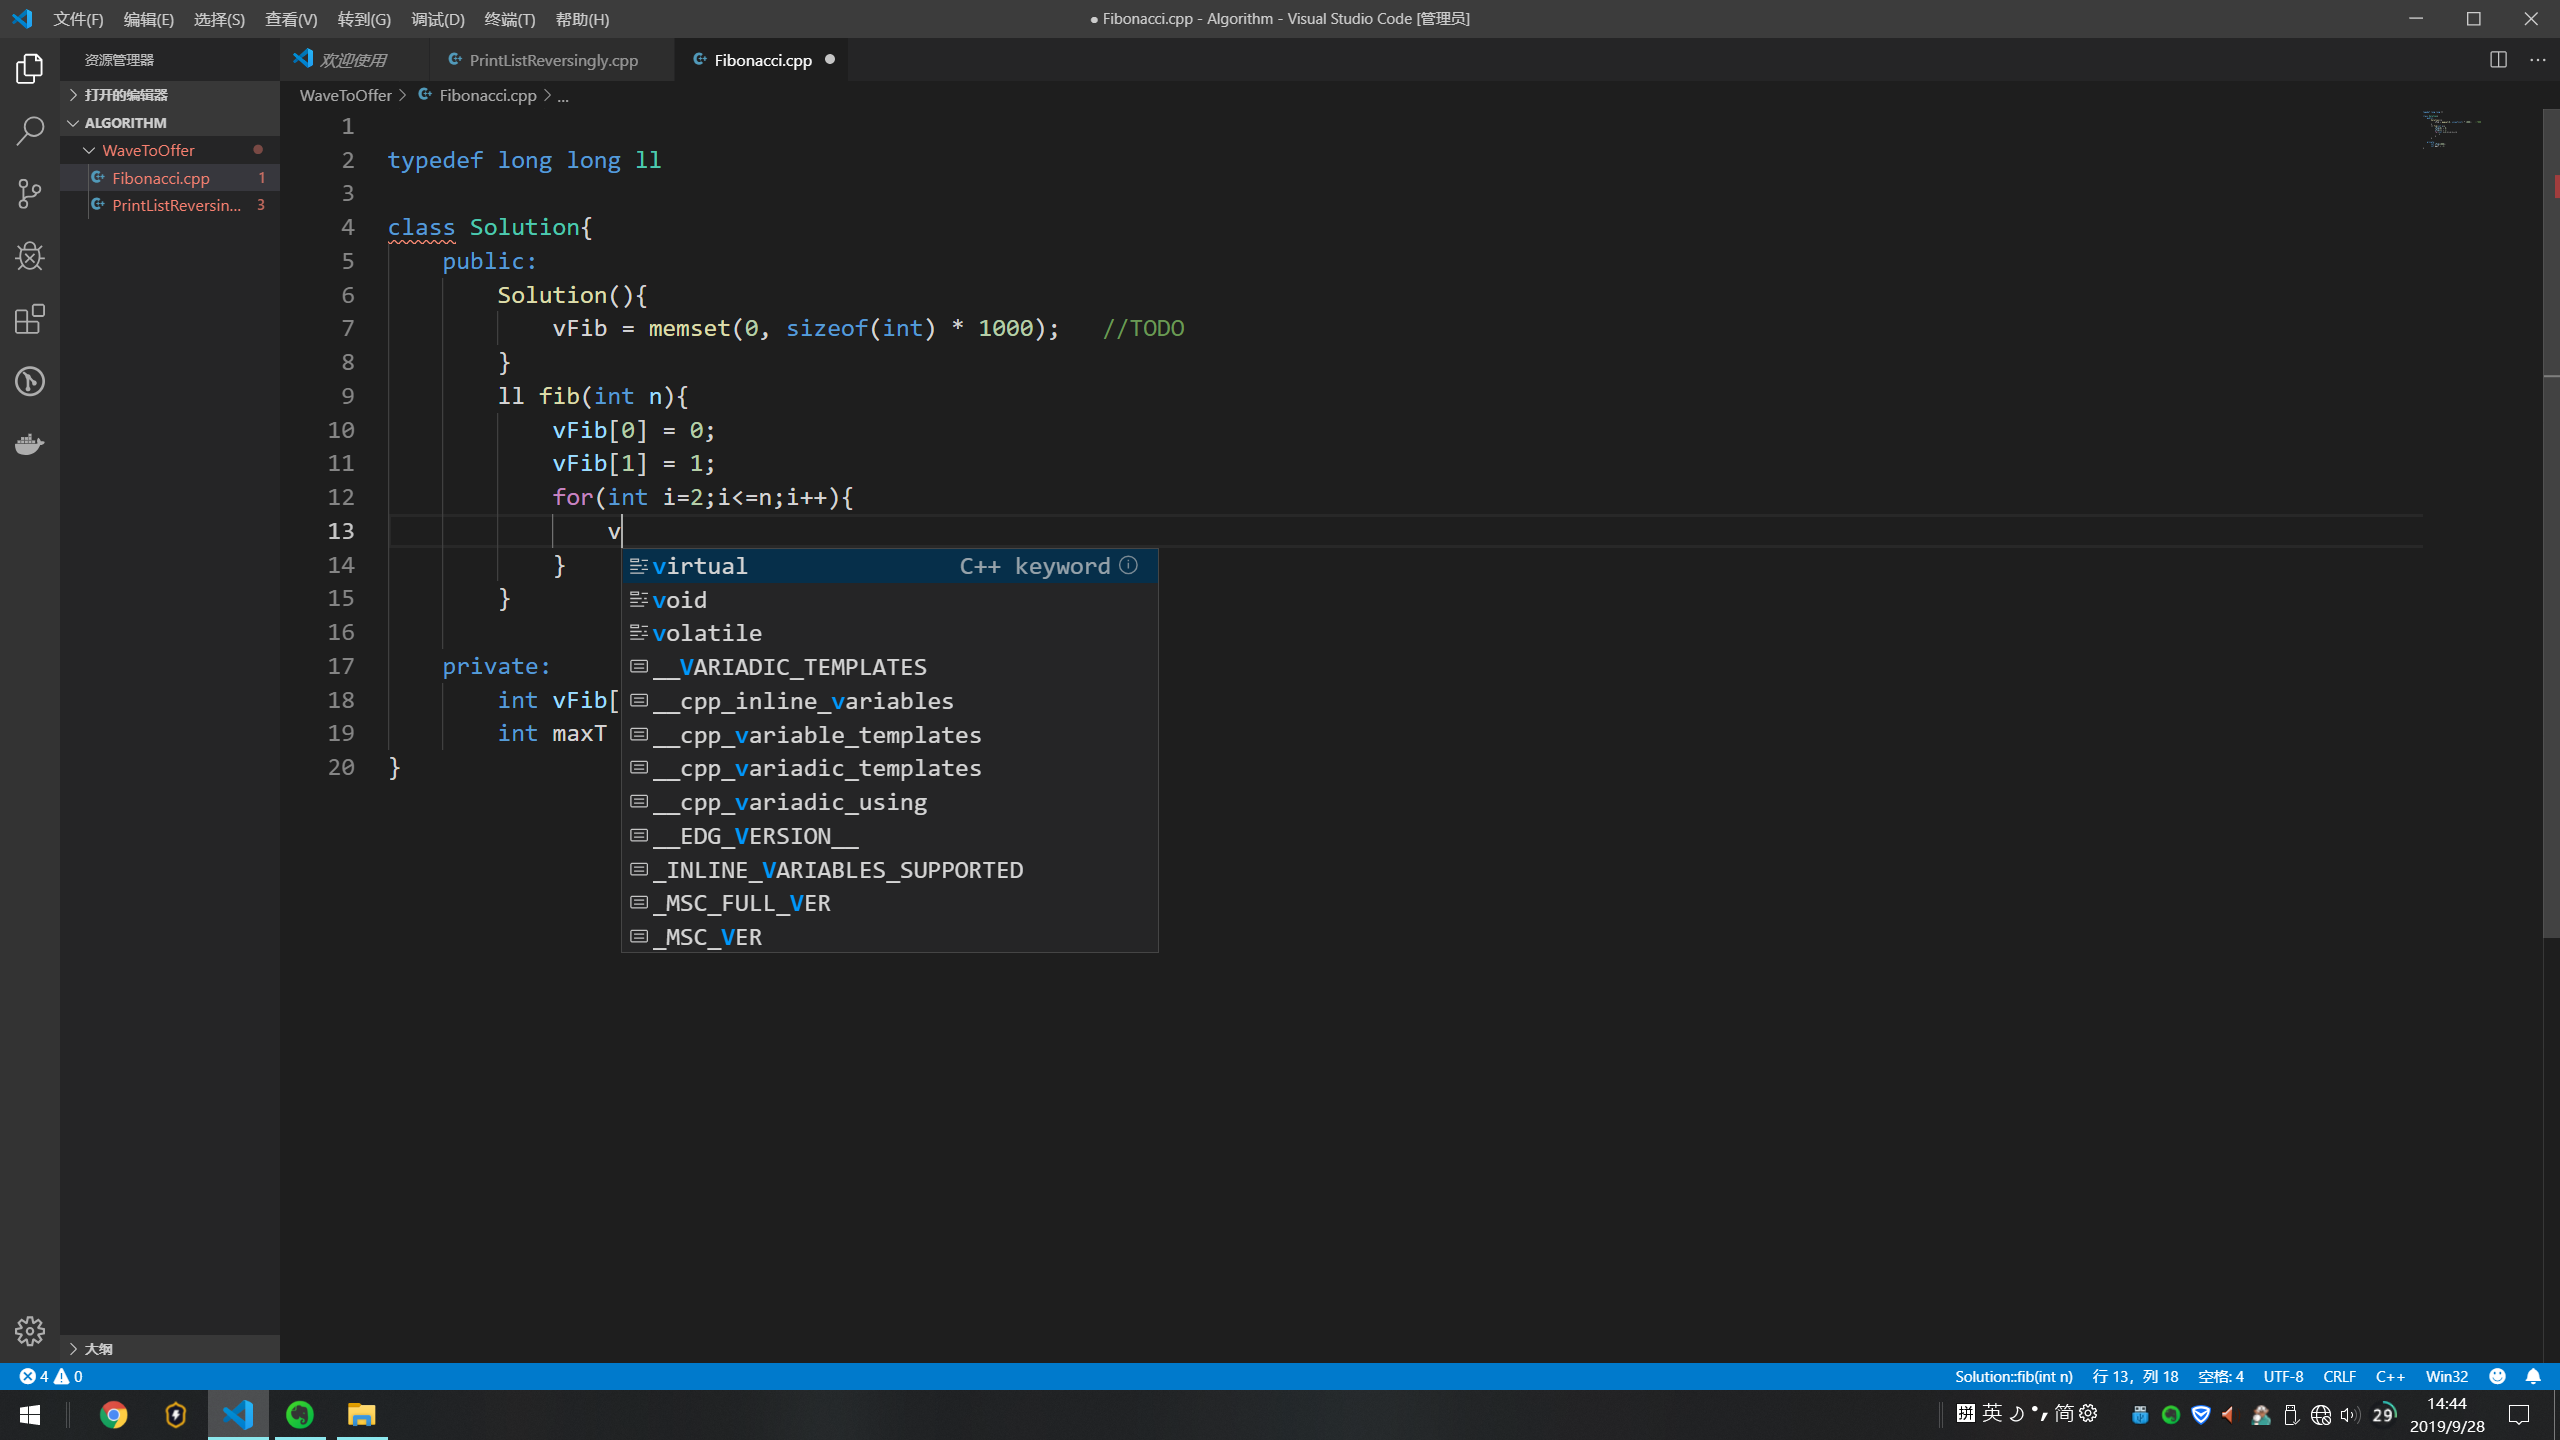 文件(F) 编辑(E) 选择(S) 查看(V) 转到(G) 调试(D) 终端(T) 帮助(H)
● Fibonacci.cpp - Algorithm - Visual Studio Code [管理员]
资源管理器
欢迎使用
PrintListReversingly.cpp
Fibonacci.cpp ●
打开的编辑器
ALGORITHM
WaveToOffer
Fibonacci.cpp 1
PrintListReversin... 3
WaveToOffer > Fibonacci.cpp > ...
1
2 typedef long long ll
3
4 class Solution{
5 public:
6 Solution(){
7 vFib = memset(0, sizeof(int) * 1000); //TODO
8 }
9 ll fib(int n){
10 vFib[0] = 0;
11 vFib[1] = 1;
12 for(int i=2;i<=n;i++){
13 v
14 }
15 }
16
17 private:
18 int vFib[
19 int maxT
20 }
virtual C++ keyword
void
volatile
__VARIADIC_TEMPLATES
__cpp_inline_variables
__cpp_variable_templates
__cpp_variadic_templates
__cpp_variadic_using
__EDG_VERSION__
_INLINE_VARIABLES_SUPPORTED
_MSC_FULL_VER
_MSC_VER
大纲
4 0
Solution::fib(int n) 行 13，列 18 空格: 4 UTF-8 CRLF C++ Win32
拼 英 简 29
14:44
2019/9/28